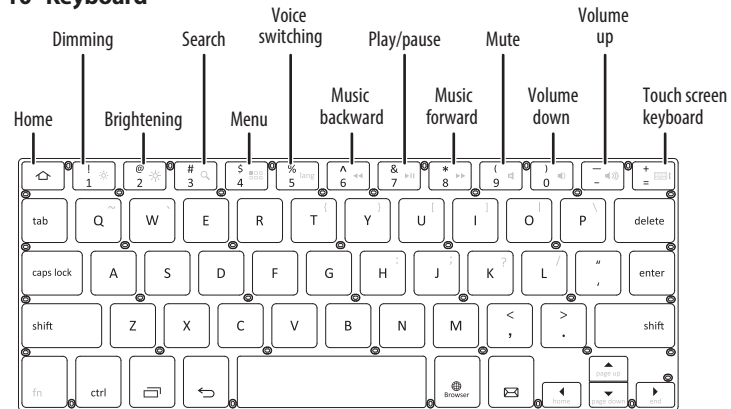 10" Keyboard
Voice
switching
Volume
up
Dimming
Search
Play/pause
Mute
Home
Brightening
Menu
Music
backward
Music
forward
Volume
down
Touch screen
keyboard
! 1 @ 2 # 3 $ 4 % 5 lang ^ 6 & 7 * 8 ( 9 ) 0 — - + =
tab Q ~ W ` E R T { Y } U [ I ] O | P \ delete
caps lock A S D F G H : J ; K ? L / " , enter
shift Z X C V B N M < , > . shift
fn ctrl Browser home page up page down end